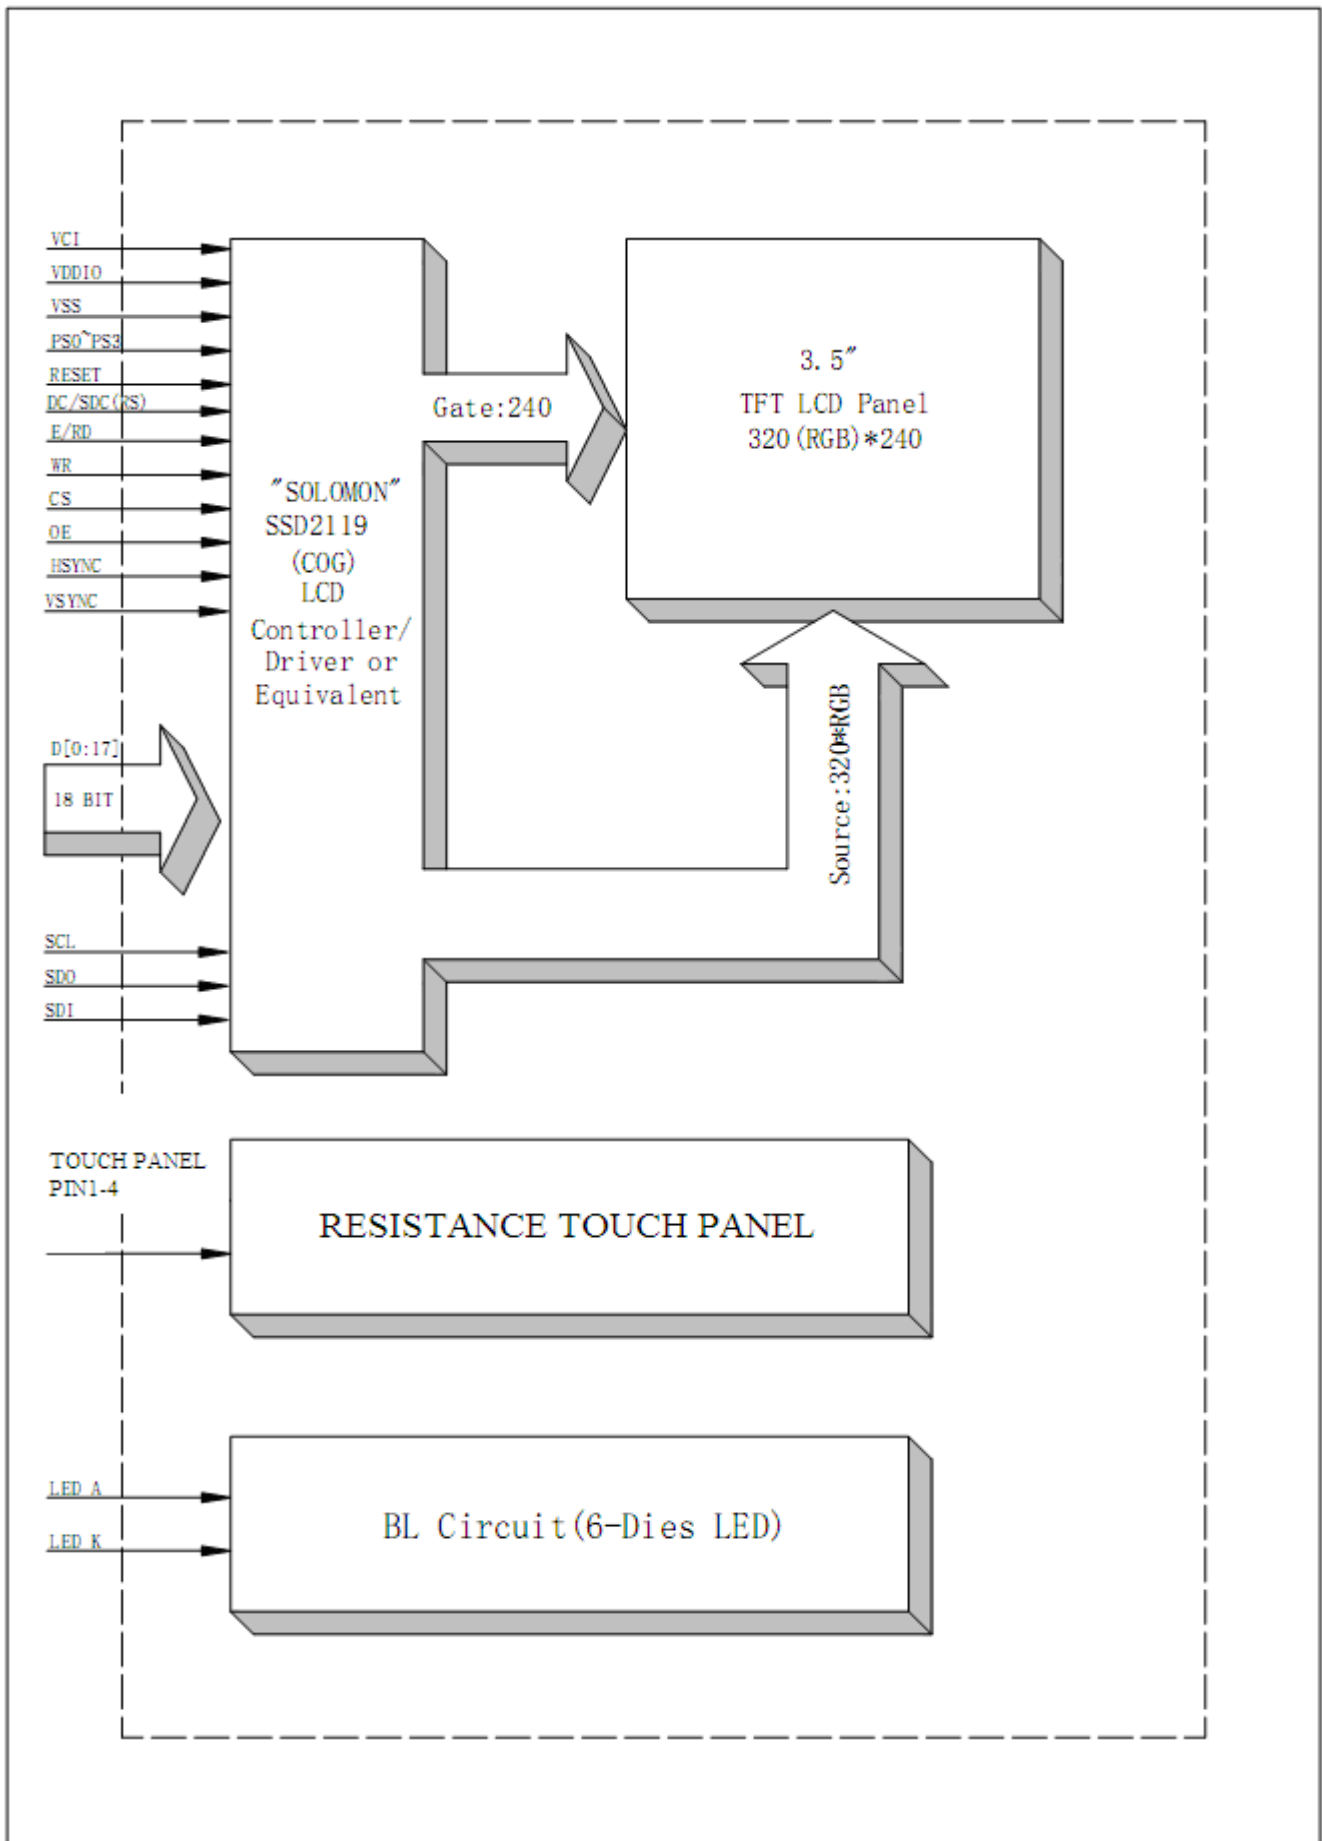 VCI
VDDIO
VSS
PS0~PS3
RESET
DC/SDC(RS)
E/RD
WR
CS
OE
HSYNC
VSYNC
D[0:17]
18 BIT
SCL
SDO
SDI
"SOLOMON"
SSD2119
(COG)
LCD
Controller/
Driver or
Equivalent
Gate:240
3.5"
TFT LCD Panel
320(RGB)*240
Source:320*RGB
TOUCH PANEL
PIN1-4
RESISTANCE TOUCH PANEL
LED A
LED K
BL Circuit(6-Dies LED)